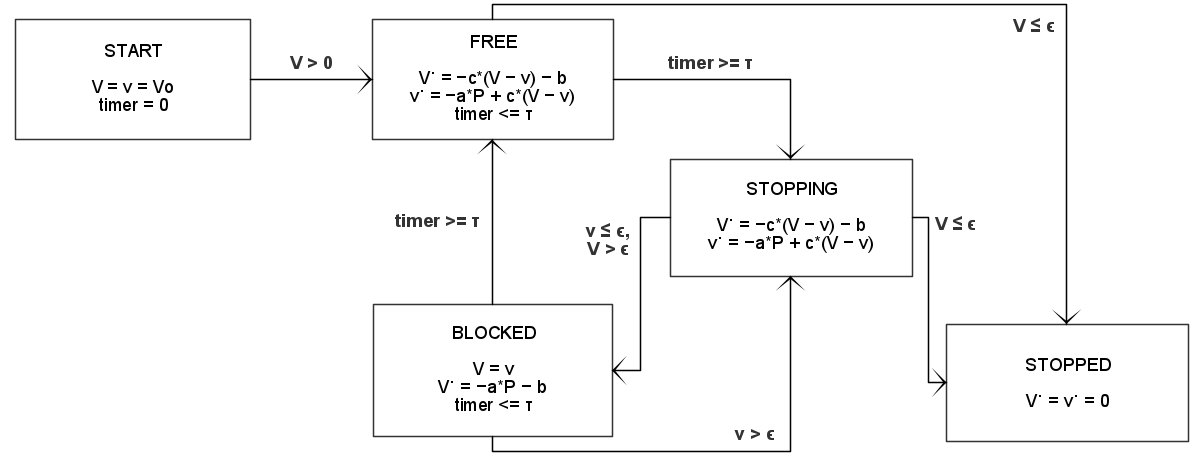 START
V = v = Vo
timer = 0
V > 0
FREE
V˙ = −c*(V − v) − b
v˙ = −a*P + c*(V − v)
timer <= τ
timer >= τ
V ≤ ϵ
STOPPING
V˙ = −c*(V − v) − b
v˙ = −a*P + c*(V − v)
timer >= τ
v ≤ ϵ,
V > ϵ
V ≤ ϵ
BLOCKED
V = v
V˙ = −a*P − b
timer <= τ
v > ϵ
STOPPED
V˙ = v˙ = 0